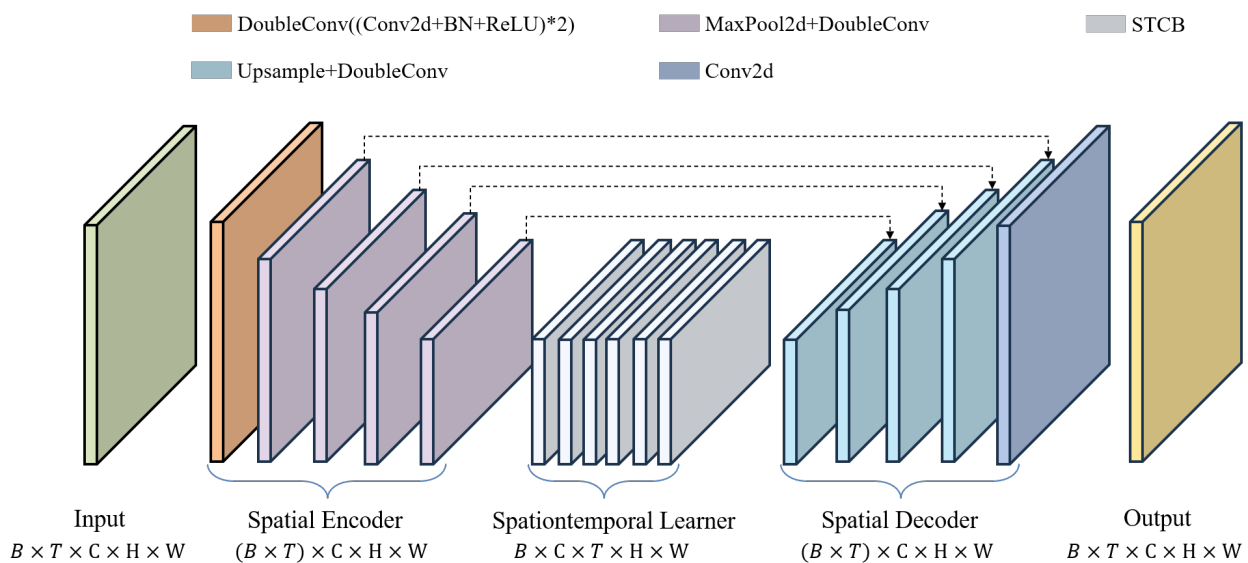 DoubleConv((Conv2d+BN+ReLU)*2)
MaxPool2d+DoubleConv
STCB
Upsample+DoubleConv
Conv2d
Input
Spatial Encoder
Spationtemporal Learner
Spatial Decoder
Output
B × T × C × H × W
(B × T) × C × H × W
B × C × T × H × W
(B × T) × C × H × W
B × T × C × H × W